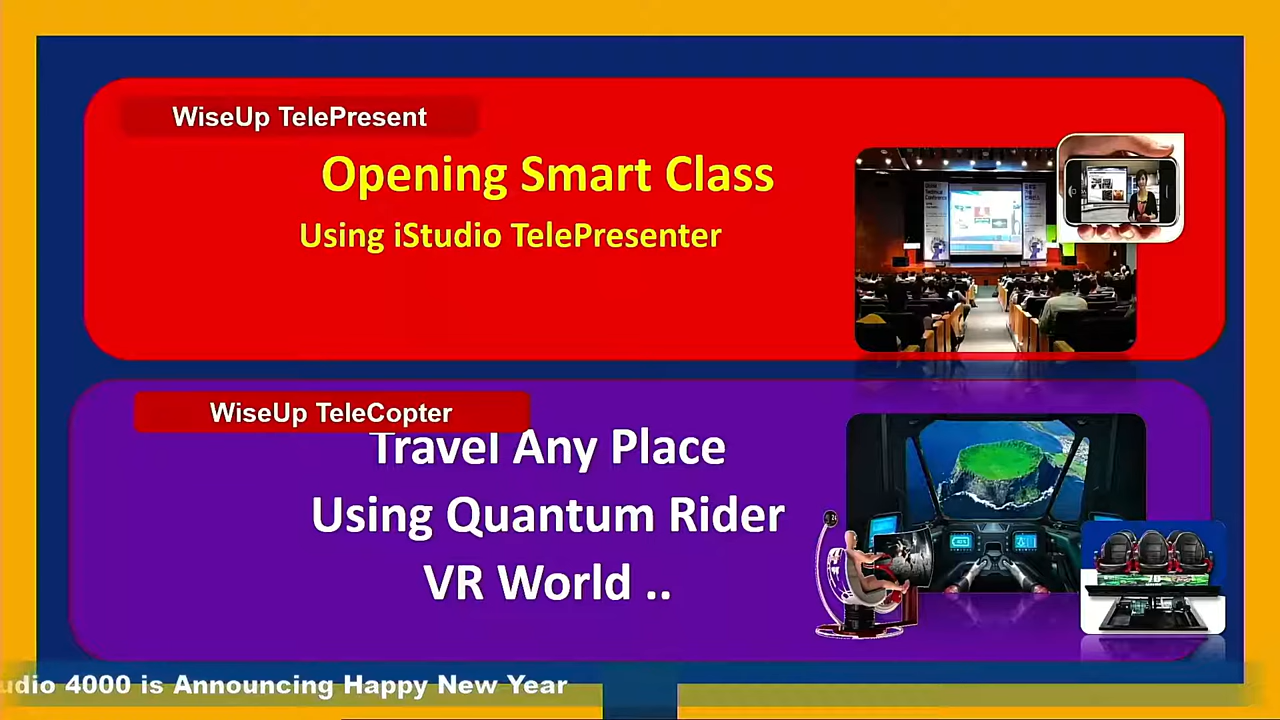 WiseUp TelePresent
Opening Smart Class
Using iStudio TelePresenter
WiseUp TeleCopter
Travel Any Place
Using Quantum Rider
VR World ..
udio 4000 is Announcing Happy New Year